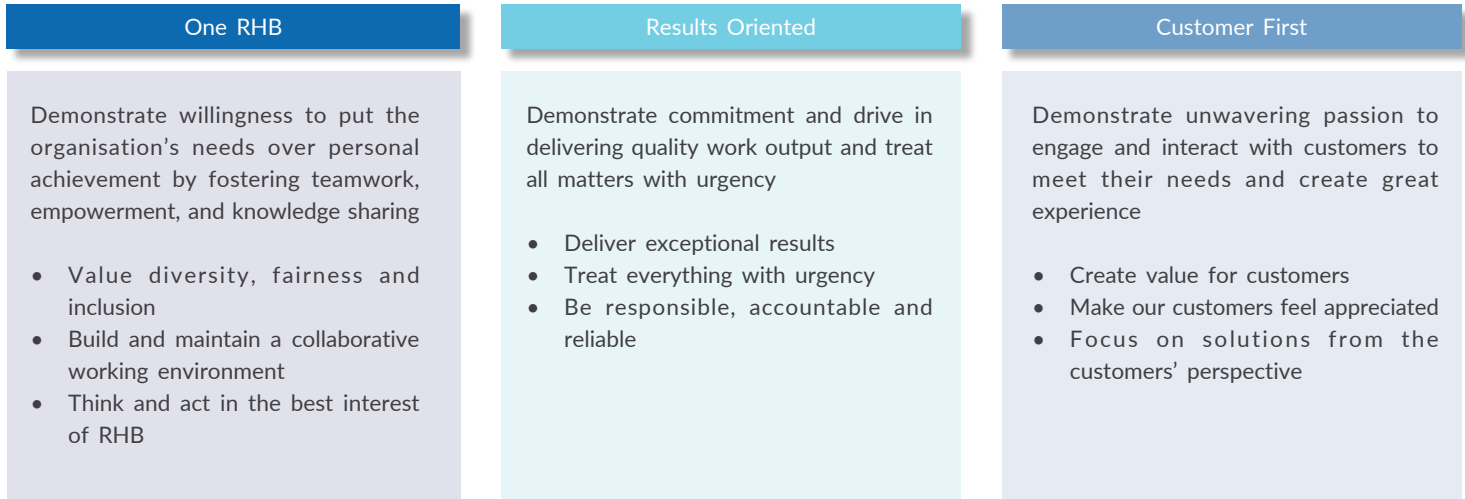 One RHB
Demonstrate willingness to put the
organisation’s needs over personal
achievement by fostering teamwork,
empowerment, and knowledge sharing
• Value diversity, fairness and
inclusion
• Build and maintain a collaborative
working environment
• Think and act in the best interest
of RHB
Results Oriented
Demonstrate commitment and drive in
delivering quality work output and treat
all matters with urgency
• Deliver exceptional results
• Treat everything with urgency
• Be responsible, accountable and
reliable
Customer First
Demonstrate unwavering passion to
engage and interact with customers to
meet their needs and create great
experience
• Create value for customers
• Make our customers feel appreciated
• Focus on solutions from the
customers’ perspective